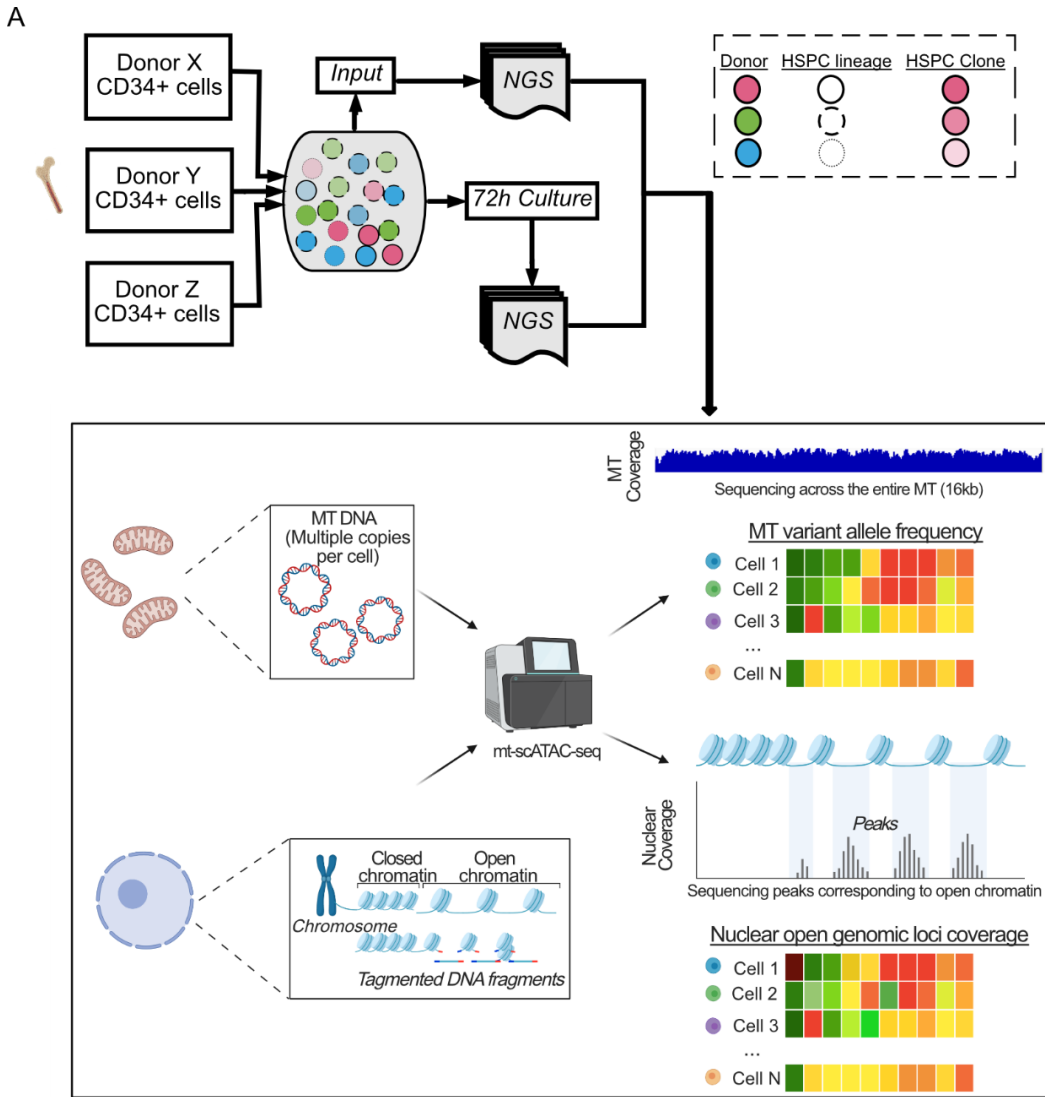 A
Donor X
CD34+ cells
Donor Y
CD34+ cells
Donor Z
CD34+ cells
Input
NGS
72h Culture
NGS
Donor
HSPC lineage
HSPC Clone
MT DNA
(Multiple copies
per cell)
mt-scATAC-seq
MT
Coverage
Sequencing across the entire MT (16kb)
MT variant allele frequency
Cell 1
Cell 2
Cell 3
...
Cell N
Nuclear
Coverage
Peaks
Sequencing peaks corresponding to open chromatin
Closed
chromatin
Open
chromatin
Chromosome
Tagmented DNA fragments
Nuclear open genomic loci coverage
Cell 1
Cell 2
Cell 3
...
Cell N